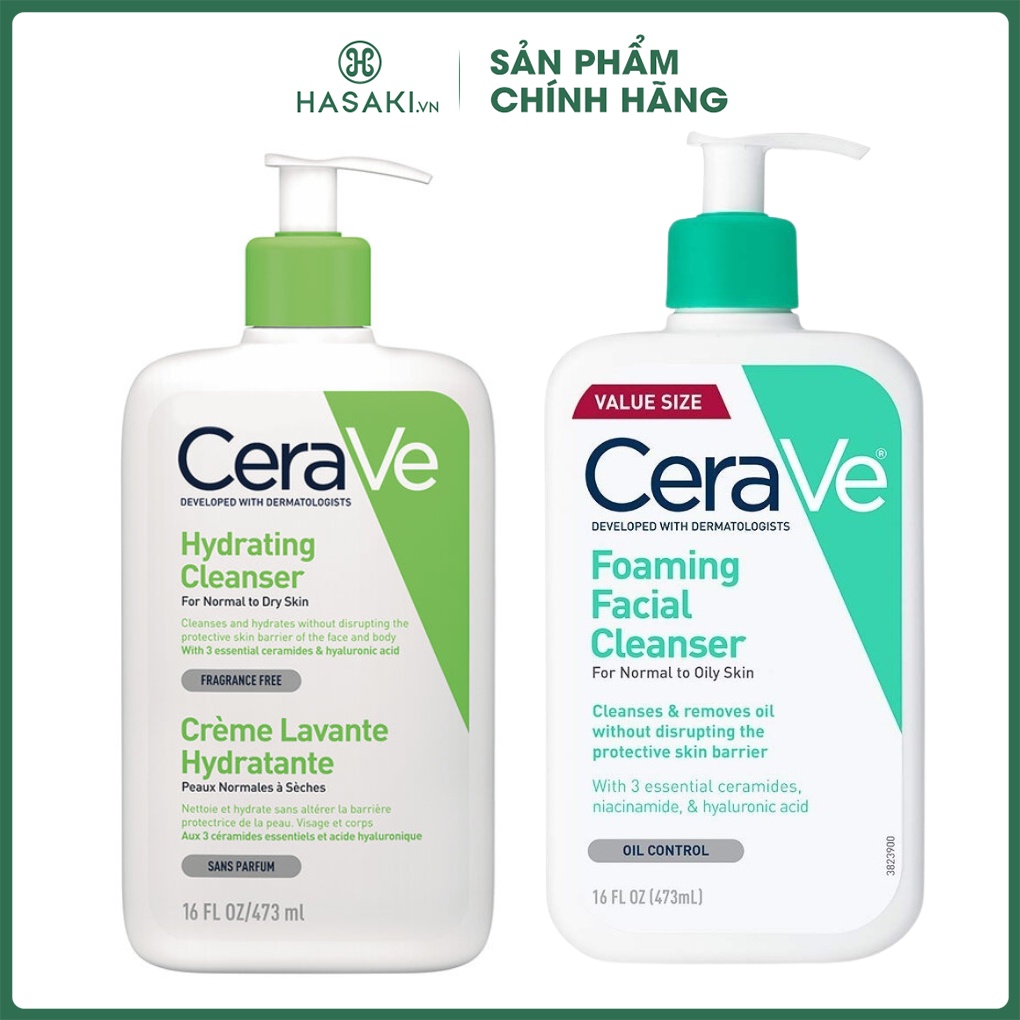 HASAKI.VN
SẢN PHẨM
CHÍNH HÃNG
CeraVe
DEVELOPED WITH DERMATOLOGISTS
Hydrating
Cleanser
For Normal to Dry Skin
Cleanses and hydrates without disrupting the
protective skin barrier of the face and body
With 3 essential ceramides & hyaluronic acid
FRAGRANCE FREE
Crème Lavante
Hydratante
Peaux Normales à Sèches
Nettoie et hydrate sans altérer la barrière
protectrice de la peau. Visage et corps
Aux 3 céramides essentiels et acide hyaluronique
SANS PARFUM
16 FL OZ/473 ml
VALUE SIZE
CeraVe®
DEVELOPED WITH DERMATOLOGISTS
Foaming
Facial
Cleanser
For Normal to Oily Skin
Cleanses & removes oil
without disrupting the
protective skin barrier
With 3 essential ceramides,
niacinamide, & hyaluronic acid
OIL CONTROL
16 FL OZ (473mL)
3823900